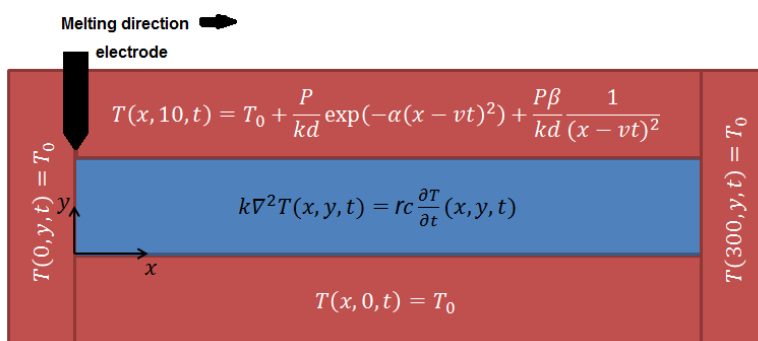 Melting direction
electrode
T(x, 10, t) = T₀ + P/kd exp(−α(x − vt)²) + Pβ/kd 1/(x − vt)²
T(0, y, t) = T₀
k∇²T(x, y, t) = rc ∂T/∂t (x, y, t)
T(300, y, t) = T₀
y
x
T(x, 0, t) = T₀